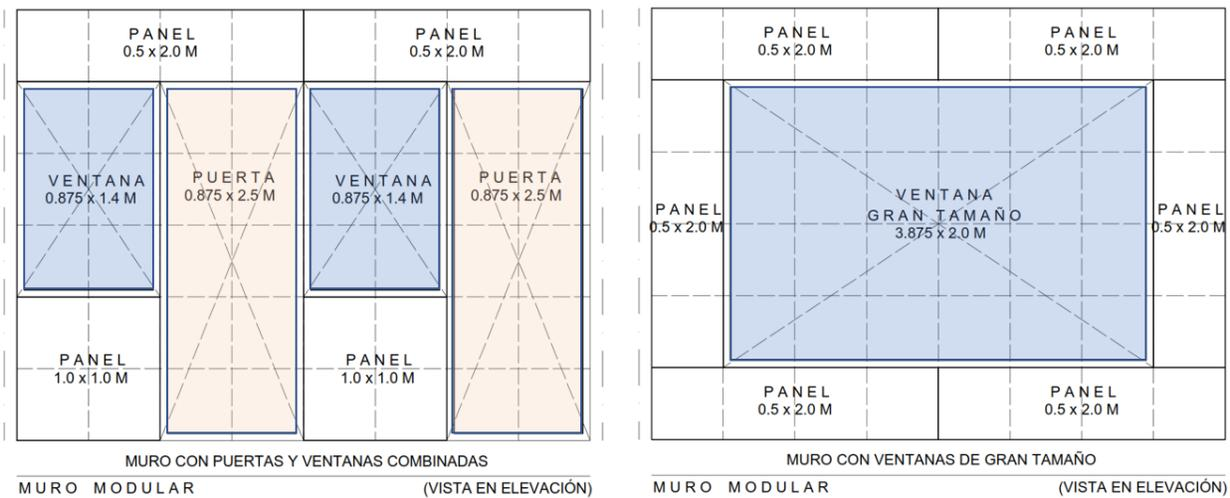 PANEL
0.5 x 2.0 M
PANEL
0.5 x 2.0 M
VENTANA
0.875 x 1.4 M
PUERTA
0.875 x 2.5 M
VENTANA
0.875 x 1.4 M
PUERTA
0.875 x 2.5 M
PANEL
1.0 x 1.0 M
PANEL
1.0 x 1.0 M
MURO CON PUERTAS Y VENTANAS COMBINADAS
MURO MODULAR
(VISTA EN ELEVACIÓN)
PANEL
0.5 x 2.0 M
PANEL
0.5 x 2.0 M
PANEL
0.5 x 2.0 M
VENTANA
GRAN TAMAÑO
3.875 x 2.0 M
PANEL
0.5 x 2.0 M
PANEL
0.5 x 2.0 M
PANEL
0.5 x 2.0 M
MURO CON VENTANAS DE GRAN TAMAÑO
MURO MODULAR
(VISTA EN ELEVACIÓN)